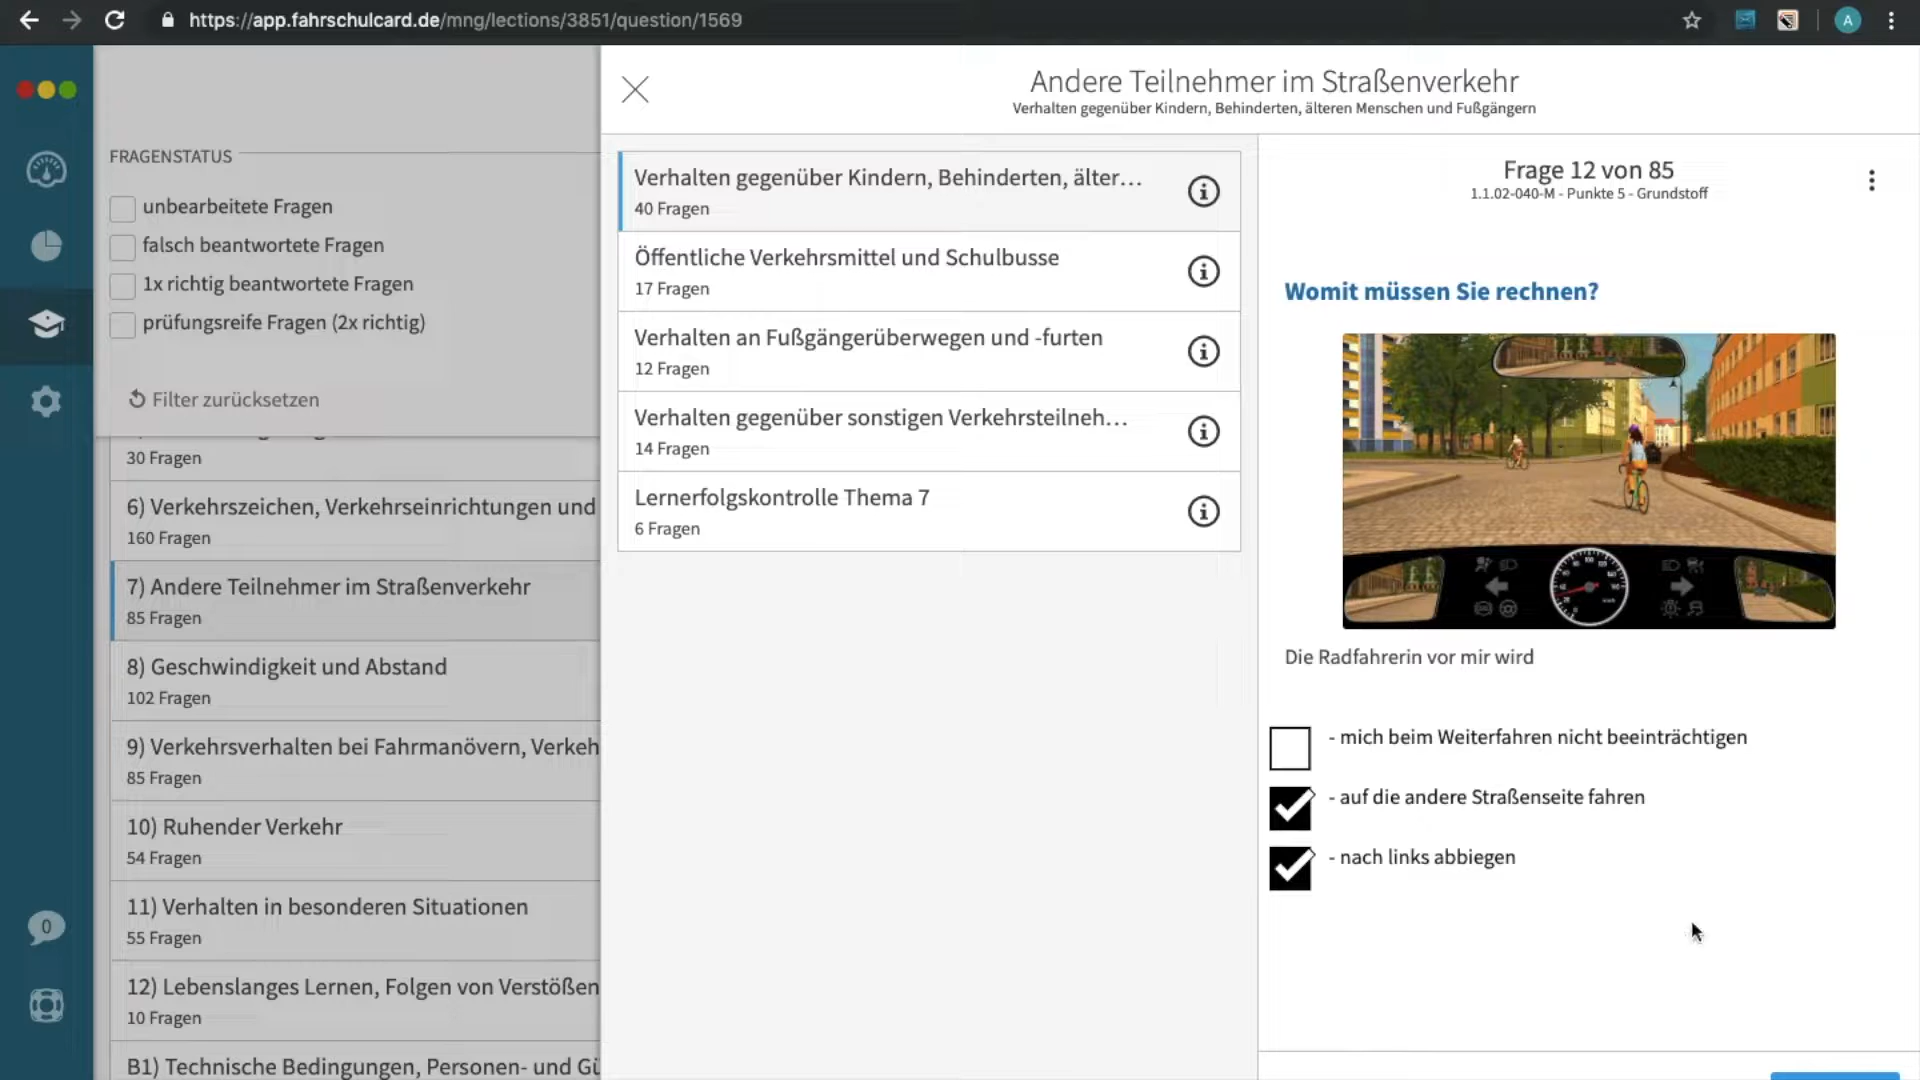 https://app.fahrschulcard.de/mng/lections/3851/question/1569
A
Andere Teilnehmer im Straßenverkehr
Verhalten gegenüber Kindern, Behinderten, älteren Menschen und Fußgängern
FRAGENSTATUS
unbearbeitete Fragen
falsch beantwortete Fragen
1x richtig beantwortete Fragen
prüfungsreife Fragen (2x richtig)
Filter zurücksetzen
30 Fragen
6) Verkehrszeichen, Verkehrseinrichtungen und
160 Fragen
7) Andere Teilnehmer im Straßenverkehr
85 Fragen
8) Geschwindigkeit und Abstand
102 Fragen
9) Verkehrsverhalten bei Fahrmanövern, Verkeh
85 Fragen
10) Ruhender Verkehr
54 Fragen
11) Verhalten in besonderen Situationen
55 Fragen
12) Lebenslanges Lernen, Folgen von Verstößen
10 Fragen
B1) Technische Bedingungen, Personen- und Gü
0
Verhalten gegenüber Kindern, Behinderten, älter...
40 Fragen
Öffentliche Verkehrsmittel und Schulbusse
17 Fragen
Verhalten an Fußgängerüberwegen und -furten
12 Fragen
Verhalten gegenüber sonstigen Verkehrsteilneh...
14 Fragen
Lernerfolgskontrolle Thema 7
6 Fragen
Frage 12 von 85
1.1.02-040-M - Punkte 5 - Grundstoff
Womit müssen Sie rechnen?
Die Radfahrerin vor mir wird
- mich beim Weiterfahren nicht beeinträchtigen
- auf die andere Straßenseite fahren
- nach links abbiegen